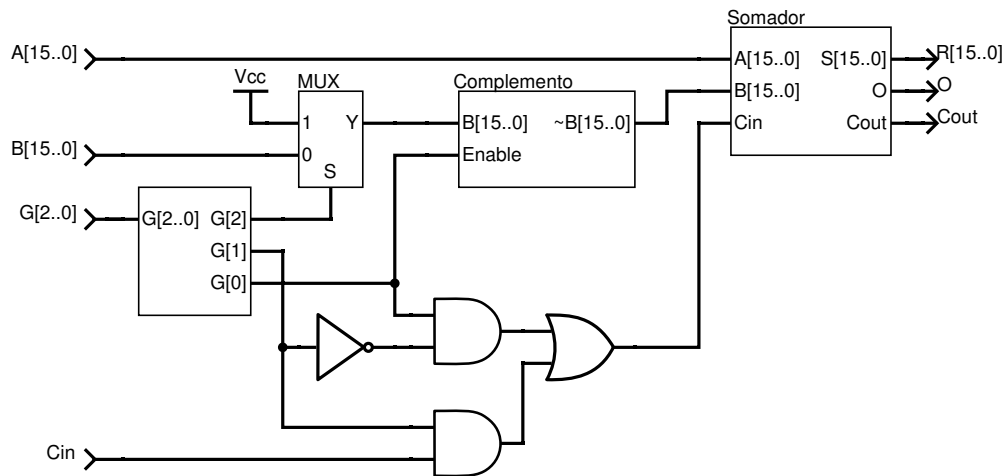 Somador
A[15..0]
A[15..0] S[15..0]
R[15..0]
Vcc
MUX
Complemento
B[15..0]
O
O
1
Y
B[15..0] ~B[15..0]
Cin
Cout
Cout
B[15..0]
0
Enable
S
G[2..0]
G[2..0] G[2]
G[1]
G[0]
Cin